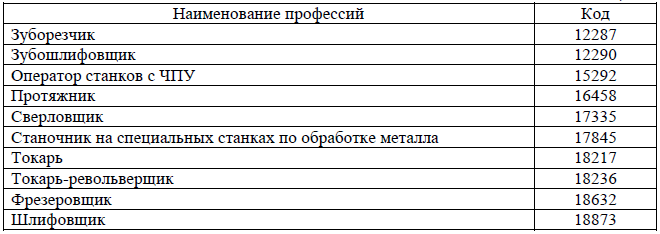 Наименование профессий Код
Зуборезчик 12287
Зубошлифовщик 12290
Оператор станков с ЧПУ 15292
Протяжник 16458
Сверловщик 17335
Станочник на специальных станках по обработке металла 17845
Токарь 18217
Токарь-револьверщик 18236
Фрезеровщик 18632
Шлифовщик 18873